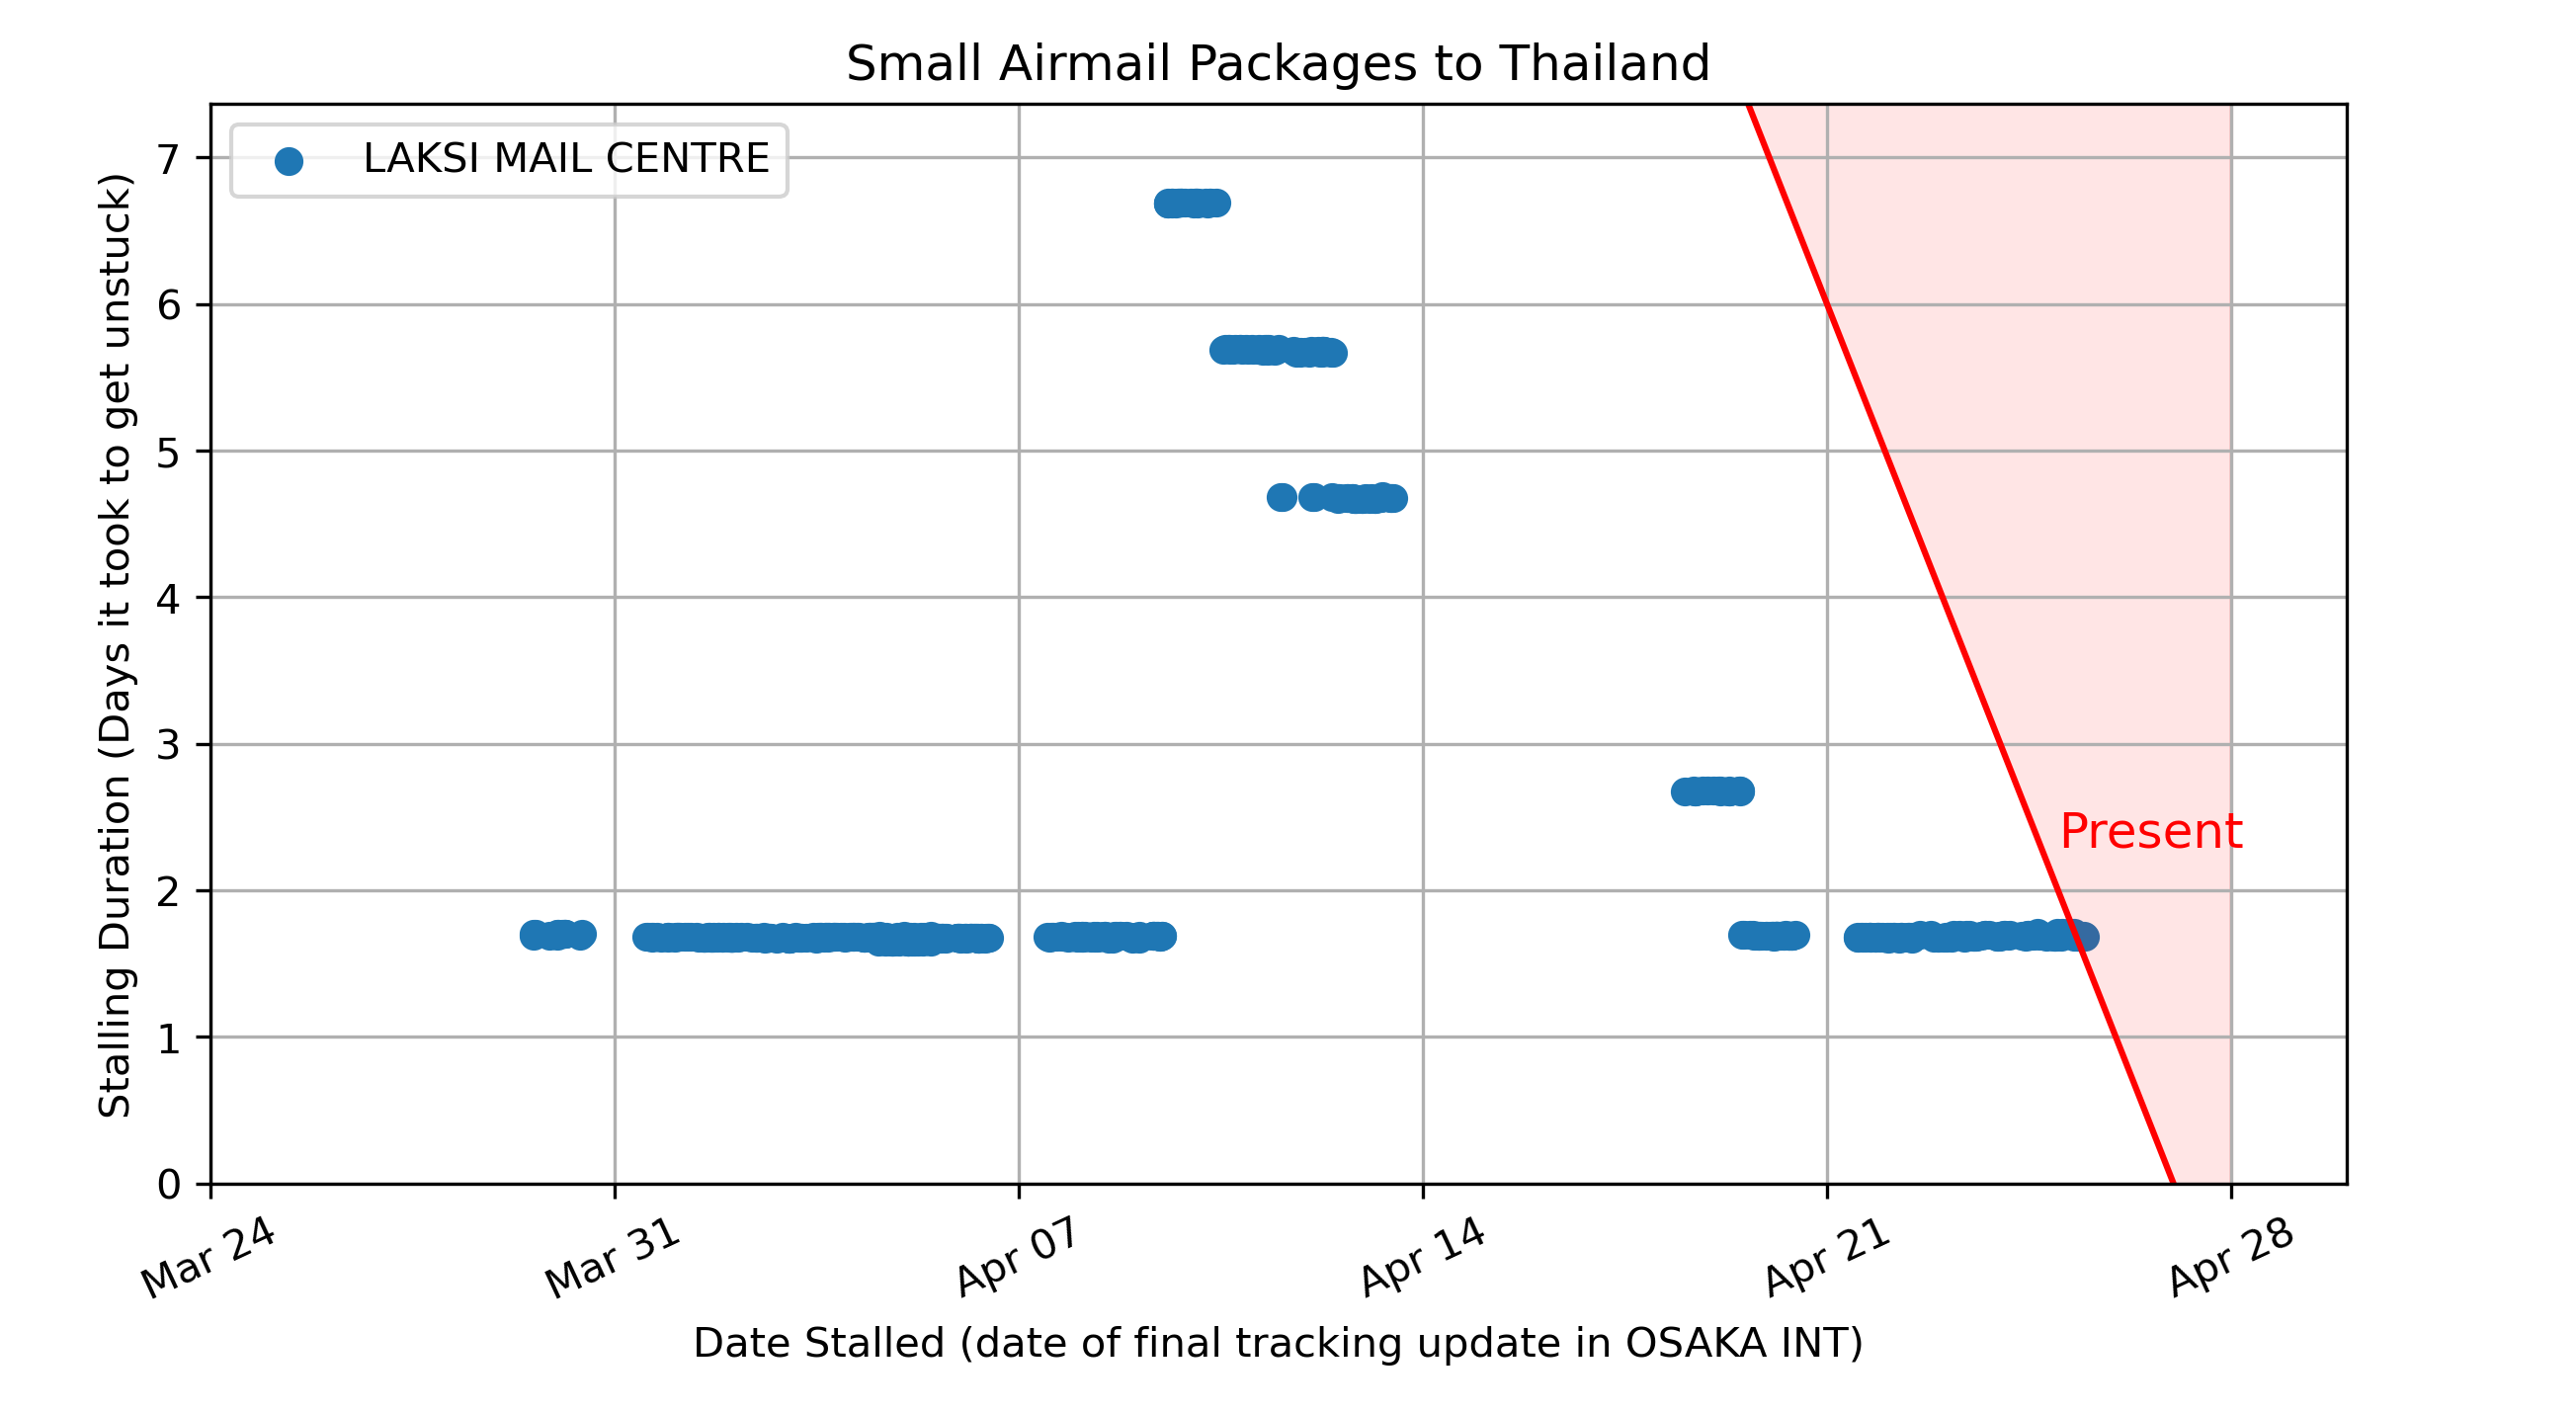 Small Airmail Packages to Thailand
LAKSI MAIL CENTRE
Stalling Duration (Days it took to get unstuck)
7
6
5
4
3
2
1
0
Present
Mar 24
Mar 31
Apr 07
Apr 14
Apr 21
Apr 28
Date Stalled (date of final tracking update in OSAKA INT)